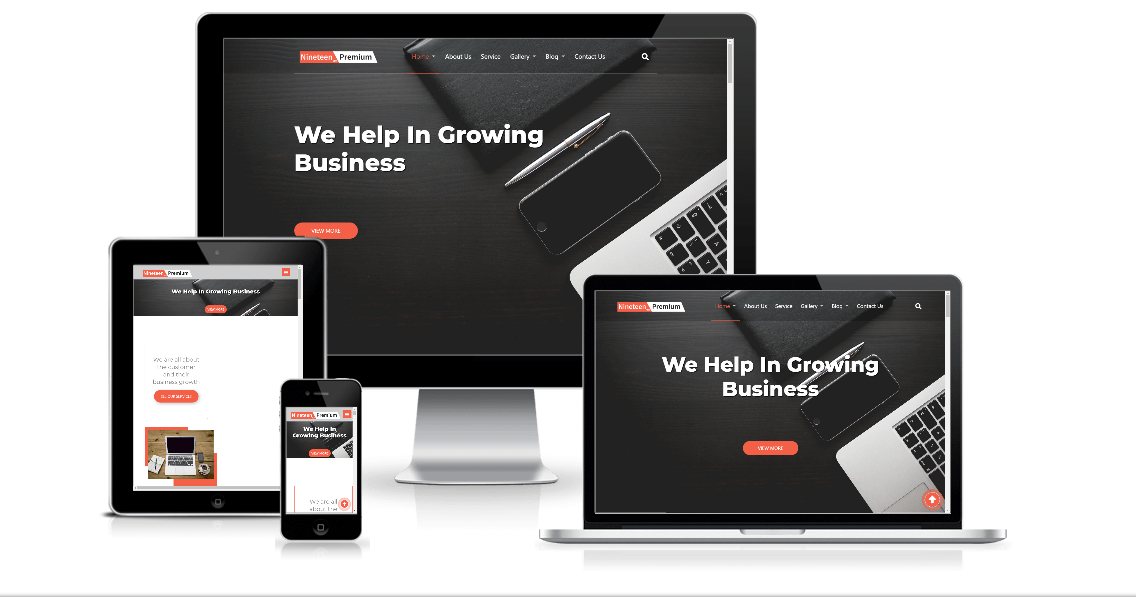 Nineteen Premium
Home About Us Service Gallery Blog Contact Us
We Help In Growing
Business
VIEW MORE
Nineteen Premium
We Help In Growing Business
VIEW MORE
We are all about
the customer
and their
business growth.
SEE OUR SERVICES
Nineteen Premium
We Help In
Growing Business
VIEW MORE
We are all
about the
Nineteen Premium
Home About Us Service Gallery Blog Contact Us
We Help In Growing
Business
VIEW MORE